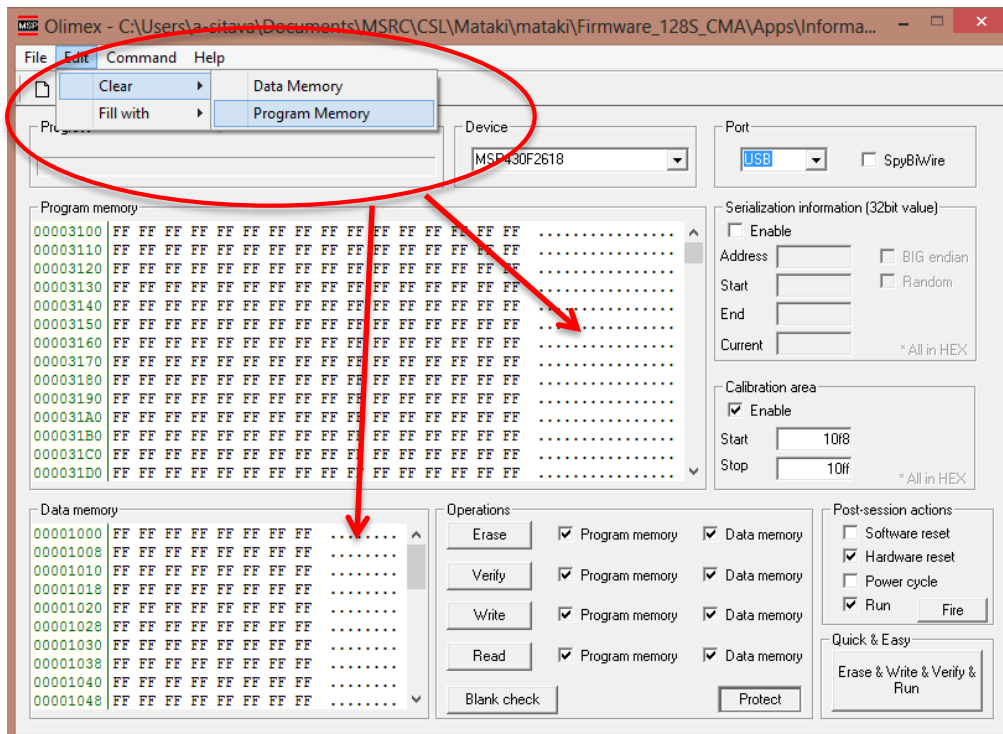 MSP Olimex - C:\Users\a-sitava\Documents\MSRC\CSL\Mataki\mataki\Firmware_128S_CMA\Apps\Informa...
File Edit Command Help
Clear Data Memory
Fill with Program Memory
Device Port
MSP430F2618 USB SpyBiWire
Program memory
00003100 FF FF FF FF FF FF FF FF FF FF FF FF FF FF FF FF ................
00003110 FF FF FF FF FF FF FF FF FF FF FF FF FF FF FF FF ................
00003120 FF FF FF FF FF FF FF FF FF FF FF FF FF FF FF FF ................
00003130 FF FF FF FF FF FF FF FF FF FF FF FF FF FF FF FF ................
00003140 FF FF FF FF FF FF FF FF FF FF FF FF FF FF FF FF ................
00003150 FF FF FF FF FF FF FF FF FF FF FF FF FF FF FF FF ................
00003160 FF FF FF FF FF FF FF FF FF FF FF FF FF FF FF FF ................
00003170 FF FF FF FF FF FF FF FF FF FF FF FF FF FF FF FF ................
00003180 FF FF FF FF FF FF FF FF FF FF FF FF FF FF FF FF ................
00003190 FF FF FF FF FF FF FF FF FF FF FF FF FF FF FF FF ................
000031A0 FF FF FF FF FF FF FF FF FF FF FF FF FF FF FF FF ................
000031B0 FF FF FF FF FF FF FF FF FF FF FF FF FF FF FF FF ................
000031C0 FF FF FF FF FF FF FF FF FF FF FF FF FF FF FF FF ................
000031D0 FF FF FF FF FF FF FF FF FF FF FF FF FF FF FF FF ................
Serialization information (32bit value)
Enable
Address BIG endian
Start Random
End
Current * All in HEX
Calibration area
Enable
Start 10f8
Stop 10ff
* All in HEX
Data memory
00001000 FF FF FF FF FF FF FF FF ........
00001008 FF FF FF FF FF FF FF FF ........
00001010 FF FF FF FF FF FF FF FF ........
00001018 FF FF FF FF FF FF FF FF ........
00001020 FF FF FF FF FF FF FF FF ........
00001028 FF FF FF FF FF FF FF FF ........
00001030 FF FF FF FF FF FF FF FF ........
00001038 FF FF FF FF FF FF FF FF ........
00001040 FF FF FF FF FF FF FF FF ........
00001048 FF FF FF FF FF FF FF FF ........
Operations
Erase Program memory Data memory
Verify Program memory Data memory
Write Program memory Data memory
Read Program memory Data memory
Blank check Protect
Post-session actions
Software reset
Hardware reset
Power cycle
Run Fire
Quick & Easy
Erase & Write & Verify &
Run